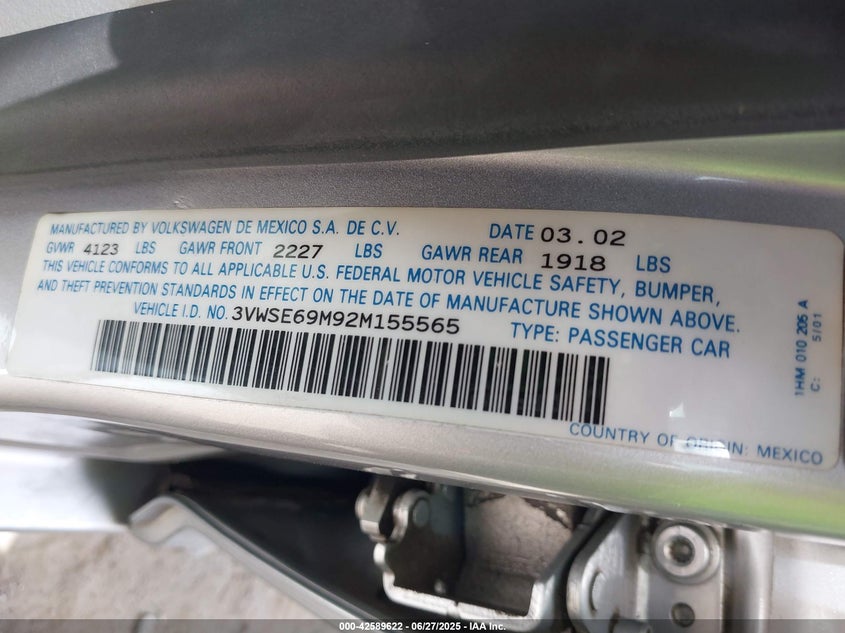 MANUFACTURED BY VOLKSWAGEN DE MEXICO S.A. DE C.V. DATE 03.02
GVWR 4123 LBS GAWR FRONT 2227 LBS GAWR REAR 1918 LBS
THIS VEHICLE CONFORMS TO ALL APPLICABLE U.S. FEDERAL MOTOR VEHICLE SAFETY, BUMPER,
AND THEFT PREVENTION STANDARDS IN EFFECT ON THE DATE OF MANUFACTURE SHOWN ABOVE.
VEHICLE I.D. NO. 3VWSE69M92M155565 TYPE: PASSENGER CAR
COUNTRY OF ORIGIN: MEXICO
1HM 010 205 A
C: 5/01
000-42589622 - 06/27/2025 - IAA Inc.